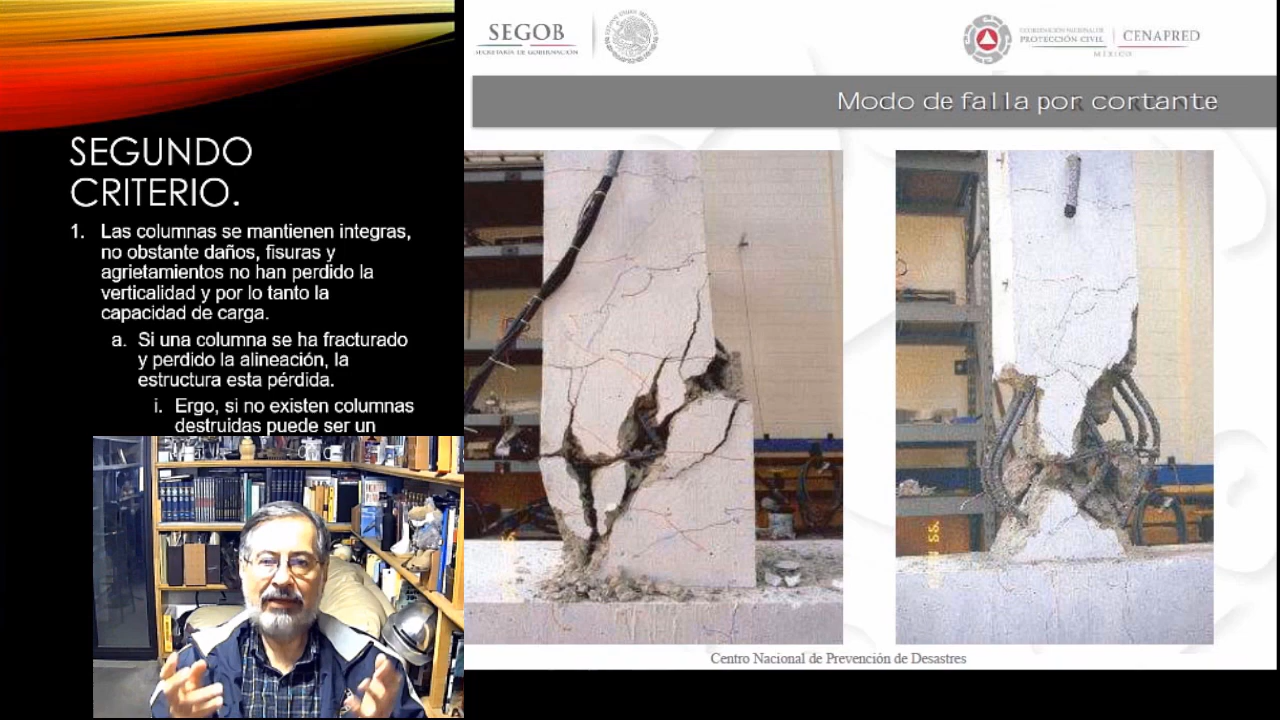 SEGUNDO
CRITERIO.
1. Las columnas se mantienen integras,
no obstante daños, fisuras y
agrietamientos no han perdido la
verticalidad y por lo tanto la
capacidad de carga.
a. Si una columna se ha fracturado
y perdido la alineación, la
estructura esta pérdida.
i. Ergo, si no existen columnas
destruidas puede ser un
SEGOB
SECRETARÍA DE GOBERNACIÓN
COORDINACIÓN NACIONAL DE
PROTECCIÓN CIVIL
MÉXICO
CENAPRED
Modo de falla por cortante
Centro Nacional de Prevención de Desastres